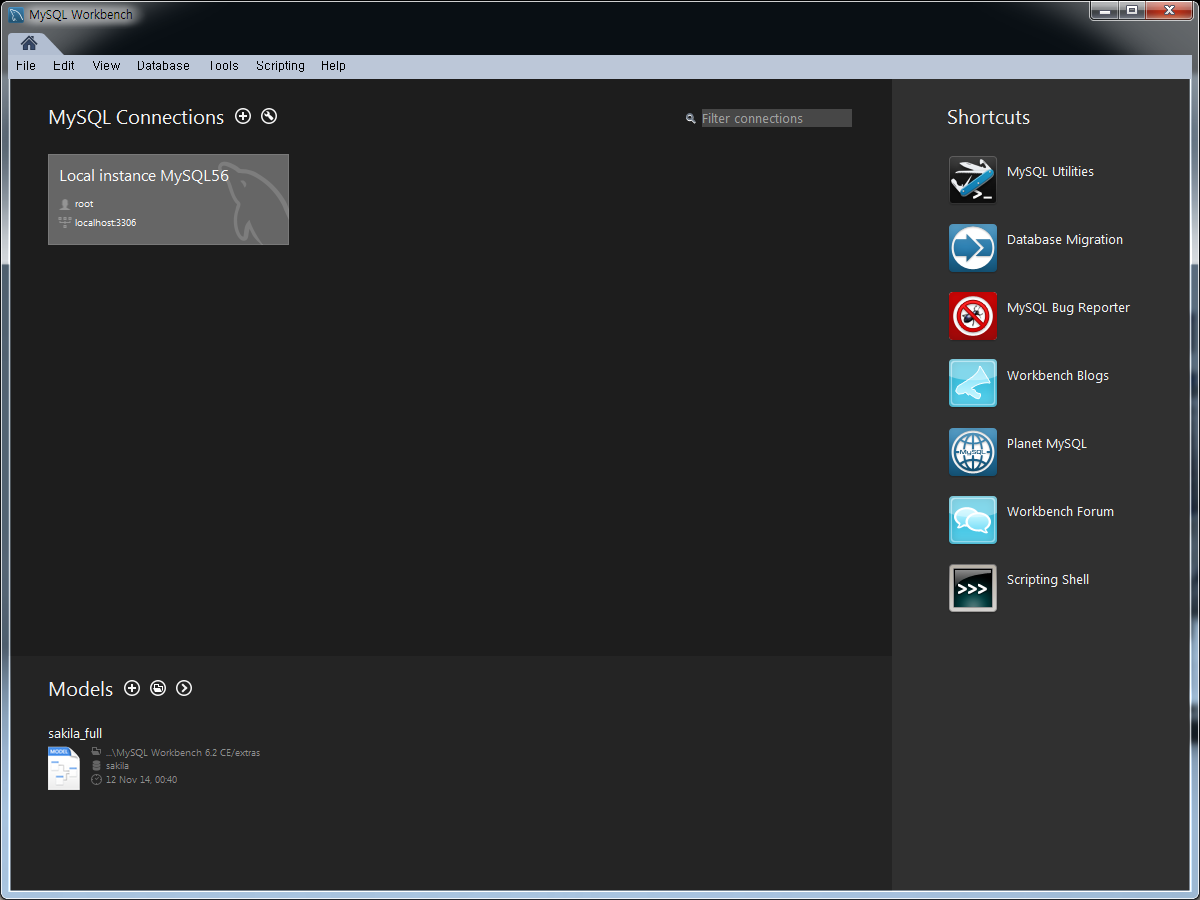 MySQL Workbench
File Edit View Database Tools Scripting Help
MySQL Connections
Filter connections
Local instance MySQL56
root
localhost:3306
Shortcuts
MySQL Utilities
Database Migration
MySQL Bug Reporter
Workbench Blogs
MySQL
Planet MySQL
Workbench Forum
>>>
Scripting Shell
Models
sakila_full
MODEL
...\MySQL Workbench 6.2 CE/extras
sakila
12 Nov 14, 00:40